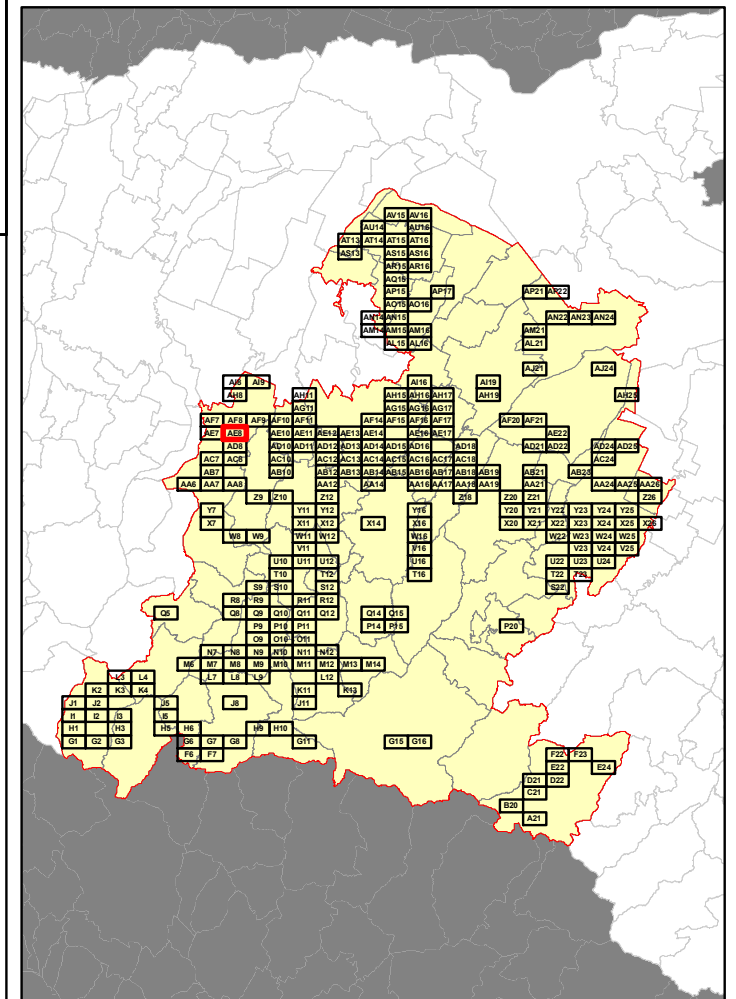 AV15 AV16
AU14 AU16
AT13 AT14 AT15 AT16
AS13 AS15 AS16
AR15 AR16
AQ15
AP15 AP17 AP21 AP22
AO15 AO16
AN14 AN15 AN22 AN23 AN24
AM14 AM15 AM16 AM21
AL15 AL16 AL21
AJ21 AJ24
AI8 AI9 AI16 AI19
AH8 AH11 AH15 AH16 AH17 AH19 AH25
AG11 AG15 AG16 AG17
AF7 AF8 AF9 AF10 AF11 AF14 AF15 AF16 AF17 AF20 AF21
AE7 AE8 AE10 AE11 AE12 AE13 AE14 AE16 AE17 AE22
AD8 AD10 AD11 AD12 AD13 AD14 AD15 AD16 AD18 AD21 AD22 AD24 AD25
AC7 AC8 AC10 AC12 AC13 AC14 AC15 AC16 AC17 AC18 AC24
AB7 AB10 AB12 AB13 AB14 AB15 AB16 AB17 AB18 AB19 AB21 AB23
AA6 AA7 AA8 AA12 AA14 AA16 AA17 AA18 AA19 AA21 AA24 AA25 AA26
Z9 Z10 Z12 Z18 Z20 Z21 Z26
Y7 Y11 Y12 Y16 Y20 Y21 Y22 Y23 Y24 Y25
X7 X11 X12 X14 X16 X20 X21 X22 X23 X24 X25 X26
W8 W9 W11 W12 W16 W22 W23 W24 W25
V11 V16 V23 V24 V25
U10 U11 U12 U16 U22 U23 U24
T10 T12 T16 T22 T23
S9 S10 S12 S22
R8 R9 R11 R12
Q5 Q8 Q9 Q10 Q11 Q12 Q14 Q15
P9 P10 P11 P14 P15 P20
O9 O10 O11
N7 N8 N9 N10 N11 N12
M6 M7 M8 M9 M10 M11 M12 M13 M14
L3 L4 L7 L8 L9 L12
K2 K3 K4 K11 K13
J1 J2 J5 J8 J11
I1 I2 I3 I5
H1 H3 H5 H6 H9 H10
G1 G2 G3 G6 G7 G8 G11 G15 G16
F6 F7 F22 F23
E22 E24
D21 D22
C21
B20
A21